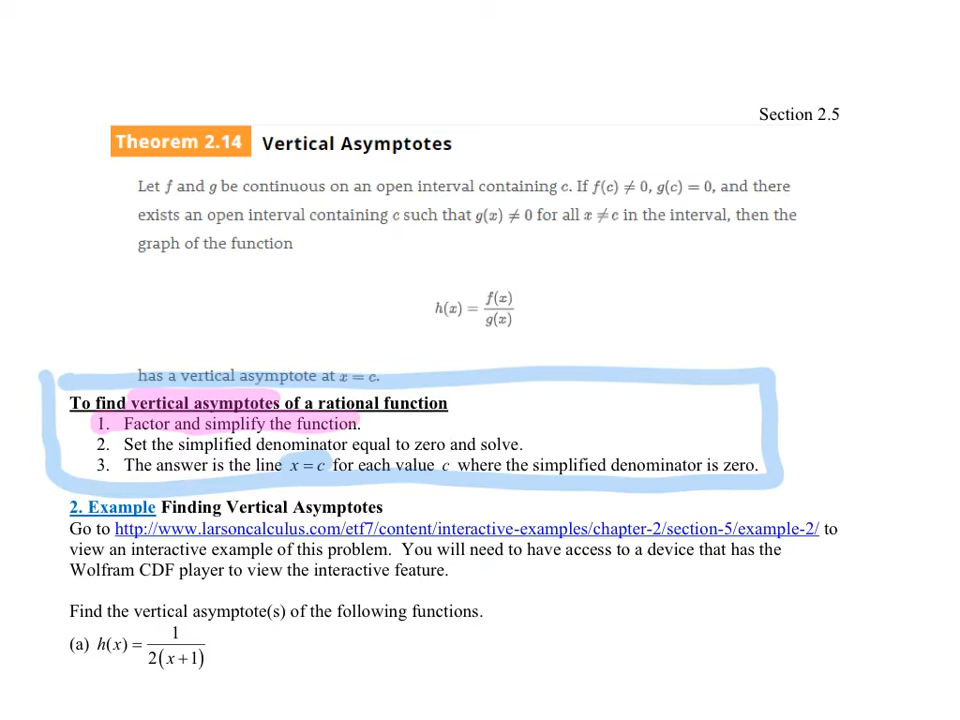 Section 2.5
Theorem 2.14 Vertical Asymptotes
Let f and g be continuous on an open interval containing c. If f(c) ≠ 0, g(c) = 0, and there
exists an open interval containing c such that g(x) ≠ 0 for all x ≠ c in the interval, then the
graph of the function
h(x) = f(x)/g(x)
has a vertical asymptote at x = c.
To find vertical asymptotes of a rational function
1. Factor and simplify the function.
2. Set the simplified denominator equal to zero and solve.
3. The answer is the line x = c for each value c where the simplified denominator is zero.
2. Example Finding Vertical Asymptotes
Go to http://www.larsoncalculus.com/etf7/content/interactive-examples/chapter-2/section-5/example-2/ to
view an interactive example of this problem. You will need to have access to a device that has the
Wolfram CDF player to view the interactive feature.
Find the vertical asymptote(s) of the following functions.
(a) h(x) = 1/2(x+1)